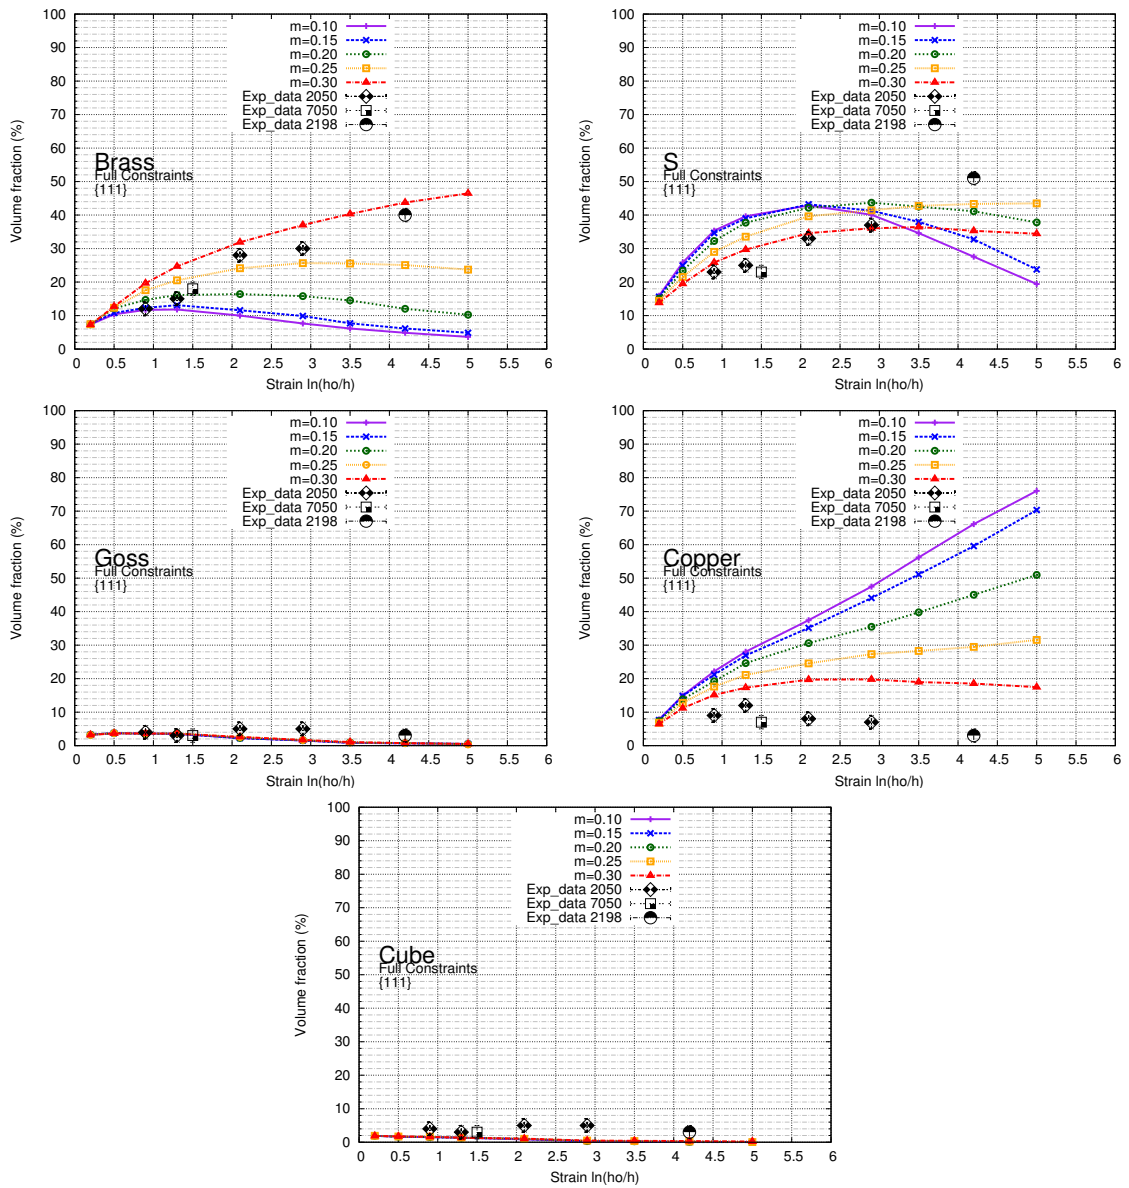 100
90
80
70
60
50
40
30
20
10
0
0 0.5 1 1.5 2 2.5 3 3.5 4 4.5 5 5.5 6
Volume fraction (%)
Strain ln(ho/h)
Brass
Full Constraints
{111}
m=0.10
m=0.15
m=0.20
m=0.25
m=0.30
Exp_data 2050
Exp_data 7050
Exp_data 2198
100
90
80
70
60
50
40
30
20
10
0
0 0.5 1 1.5 2 2.5 3 3.5 4 4.5 5 5.5 6
Volume fraction (%)
Strain ln(ho/h)
S
Full Constraints
{111}
m=0.10
m=0.15
m=0.20
m=0.25
m=0.30
Exp_data 2050
Exp_data 7050
Exp_data 2198
100
90
80
70
60
50
40
30
20
10
0
0 0.5 1 1.5 2 2.5 3 3.5 4 4.5 5 5.5 6
Volume fraction (%)
Strain ln(ho/h)
Goss
Full Constraints
{111}
m=0.10
m=0.15
m=0.20
m=0.25
m=0.30
Exp_data 2050
Exp_data 7050
Exp_data 2198
100
90
80
70
60
50
40
30
20
10
0
0 0.5 1 1.5 2 2.5 3 3.5 4 4.5 5 5.5 6
Volume fraction (%)
Strain ln(ho/h)
Copper
Full Constraints
{111}
m=0.10
m=0.15
m=0.20
m=0.25
m=0.30
Exp_data 2050
Exp_data 7050
Exp_data 2198
100
90
80
70
60
50
40
30
20
10
0
0 0.5 1 1.5 2 2.5 3 3.5 4 4.5 5 5.5 6
Volume fraction (%)
Strain ln(ho/h)
Cube
Full Constraints
{111}
m=0.10
m=0.15
m=0.20
m=0.25
m=0.30
Exp_data 2050
Exp_data 7050
Exp_data 2198